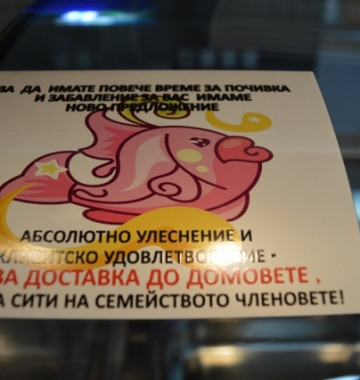 ЗА ДА ИМАТЕ ПОВЕЧЕ ВРЕМЕ ЗА ПОЧИВКА
И ЗАБАВЛЕНИЕ ЗА ВАС ИМАМЕ
НОВО ПРЕДЛОЖЕНИЕ
АБСОЛЮТНО УЛЕСНЕНИЕ И
КЛИЕНТСКО УДОВЛЕТВОРЕНИЕ -
ЗА ДОСТАВКА ДО ДОМОВЕТЕ ,
А СИТИ НА СЕМЕЙСТВОТО ЧЛЕНОВЕТЕ!